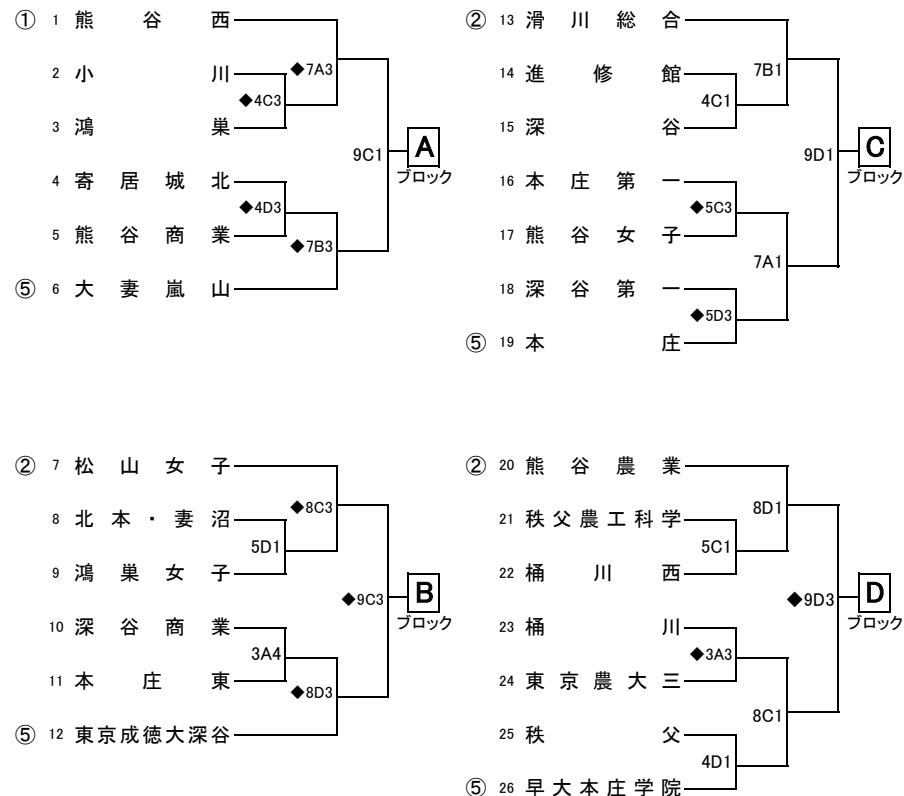 ① 1 熊谷西
◆7A3
2 小川
◆4C3
3 鴻巣
9C1
A
ブロック
4 寄居城北
◆4D3
5 熊谷商業
◆7B3
⑤ 6 大妻嵐山
② 13 滑川総合
7B1
14 進修館
4C1
15 深谷
9D1
C
ブロック
16 本庄第一
◆5C3
17 熊谷女子
7A1
18 深谷第一
◆5D3
⑤ 19 本庄
② 7 松山女子
◆8C3
8 北本・妻沼
5D1
9 鴻巣女子
◆9C3
B
ブロック
10 深谷商業
3A4
11 本庄東
◆8D3
⑤ 12 東京成徳大深谷
② 20 熊谷農業
8D1
21 秩父農工科学
5C1
22 桶川西
◆9D3
D
ブロック
23 桶川
◆3A3
24 東京農大三
8C1
25 秩父
4D1
⑤ 26 早大本庄学院